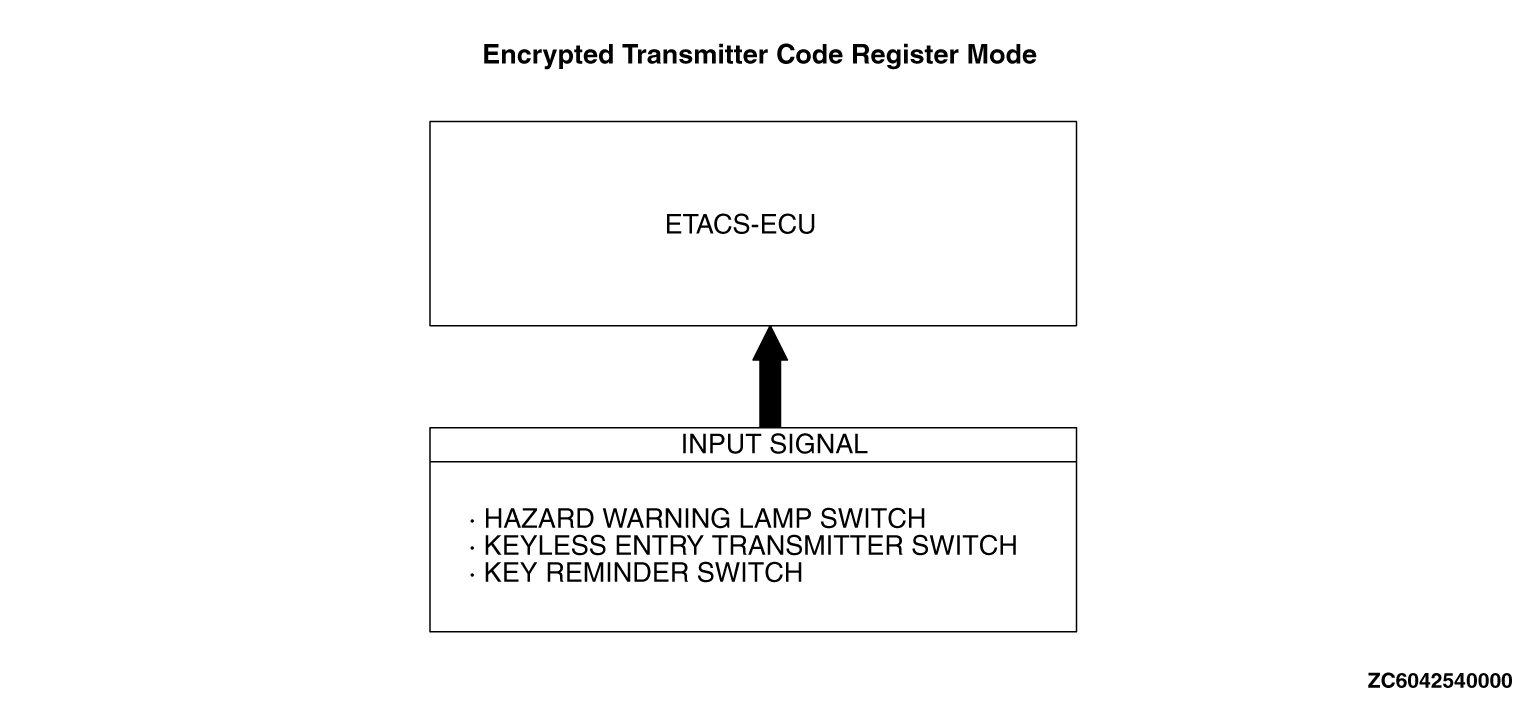 Encrypted Transmitter Code Register Mode
ETACS-ECU
INPUT SIGNAL
· HAZARD WARNING LAMP SWITCH
· KEYLESS ENTRY TRANSMITTER SWITCH
· KEY REMINDER SWITCH
ZC6042540000